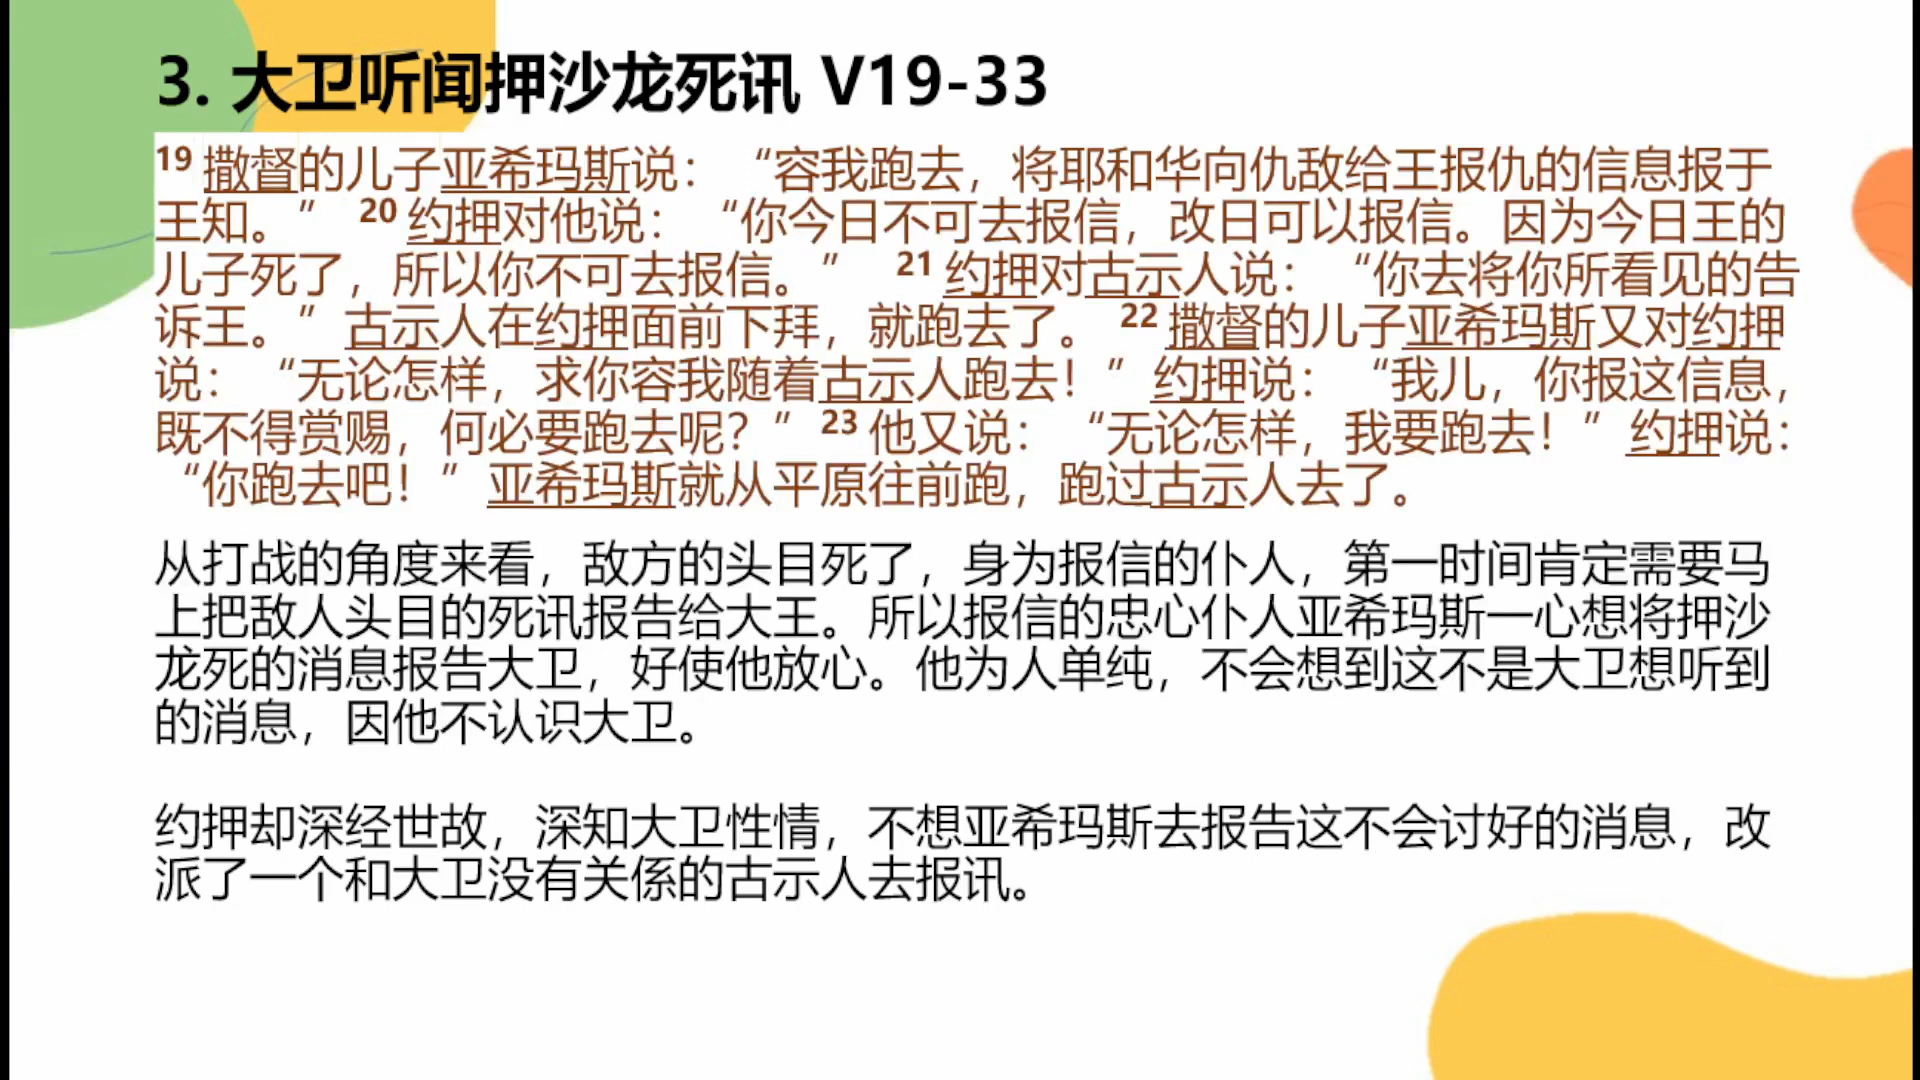 3. 大卫听闻押沙龙死讯 V19-33
19 撒督的儿子亚希玛斯说：“容我跑去，将耶和华向仇敌给王报仇的信息报于
王知。” 20 约押对他说：“你今日不可去报信，改日可以报信。因为今日王的
儿子死了，所以你不可去报信。” 21 约押对古示人说：“你去将你所看见的告
诉王。”古示人在约押面前下拜，就跑去了。 22 撒督的儿子亚希玛斯又对约押
说：“无论怎样，求你容我随着古示人跑去！”约押说：“我儿，你报这信息，
既不得赏赐，何必要跑去呢？”23 他又说：“无论怎样，我要跑去！”约押说：
“你跑去吧！”亚希玛斯就从平原往前跑，跑过古示人去了。
从打战的角度来看，敌方的头目死了，身为报信的仆人，第一时间肯定需要马
上把敌人头目的死讯报告给大王。所以报信的忠心仆人亚希玛斯一心想将押沙
龙死的消息报告大卫，好使他放心。他为人单纯，不会想到这不是大卫想听到
的消息，因他不认识大卫。
约押却深经世故，深知大卫性情，不想亚希玛斯去报告这不会讨好的消息，改
派了一个和大卫没有关係的古示人去报讯。